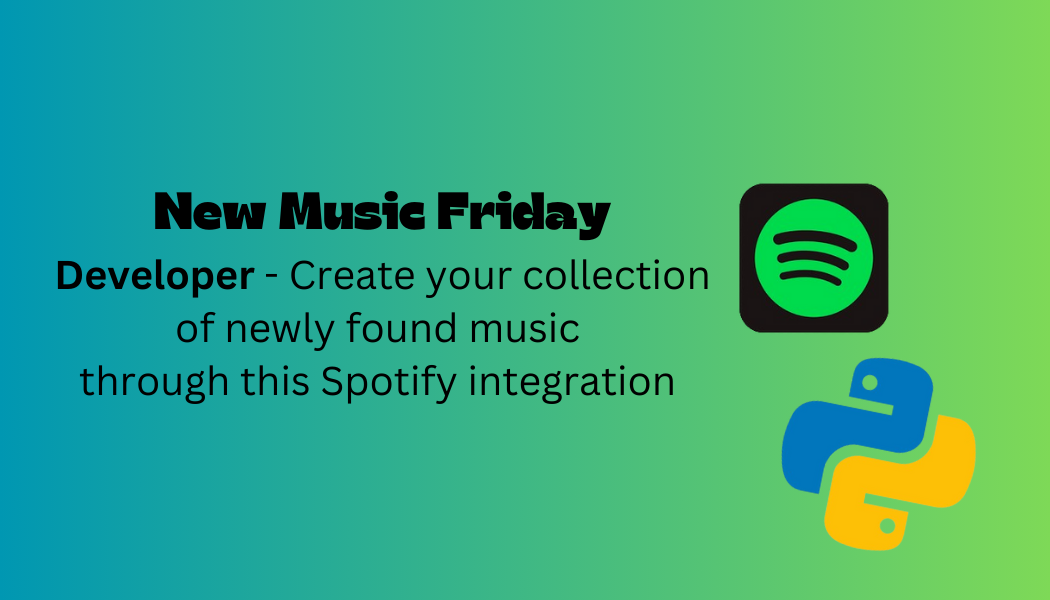 New Music Friday
Developer - Create your collection
of newly found music
through this Spotify integration